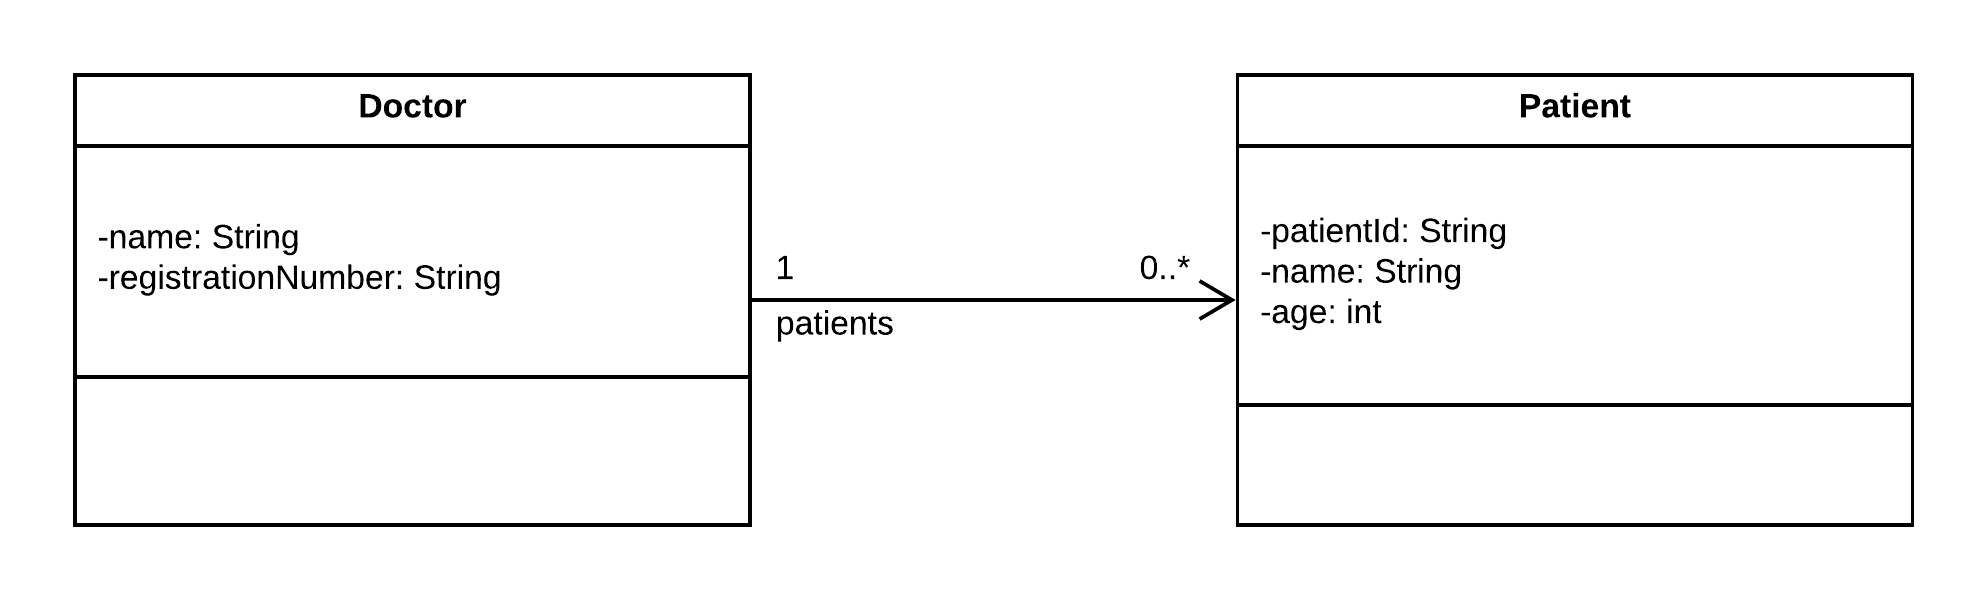 Doctor
-name: String
-registrationNumber: String
1
patients
0..*
Patient
-patientId: String
-name: String
-age: int